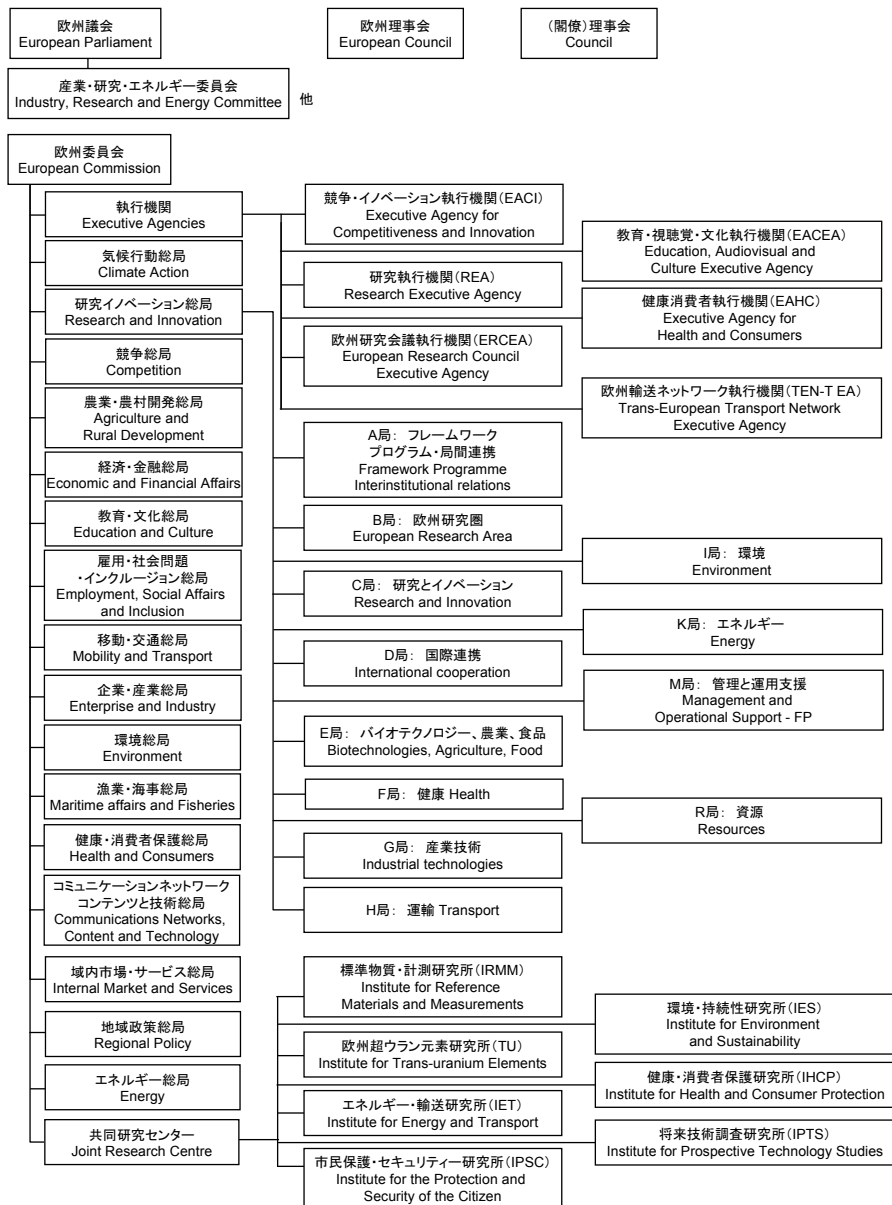 欧州議会
European Parliament
欧州理事会
European Council
(閣僚)理事会
Council
産業・研究・エネルギー委員会
Industry, Research and Energy Committee
他
欧州委員会
European Commission
執行機関
Executive Agencies
気候行動総局
Climate Action
研究イノベーション総局
Research and Innovation
競争総局
Competition
農業・農村開発総局
Agriculture and
Rural Development
経済・金融総局
Economic and Financial Affairs
教育・文化総局
Education and Culture
雇用・社会問題
・インクルージョン総局
Employment, Social Affairs
and Inclusion
移動・交通総局
Mobility and Transport
企業・産業総局
Enterprise and Industry
環境総局
Environment
漁業・海事総局
Maritime affairs and Fisheries
健康・消費者保護総局
Health and Consumers
コミュニケーションネットワーク
コンテンツと技術総局
Communications Networks,
Content and Technology
域内市場・サービス総局
Internal Market and Services
地域政策総局
Regional Policy
エネルギー総局
Energy
共同研究センター
Joint Research Centre
競争・イノベーション執行機関(EACI)
Executive Agency for
Competitiveness and Innovation
研究執行機関(REA)
Research Executive Agency
欧州研究会議執行機関(ERCEA)
European Research Council
Executive Agency
教育・視聴覚・文化執行機関(EACEA)
Education, Audiovisual and
Culture Executive Agency
健康消費者執行機関(EAHC)
Executive Agency for
Health and Consumers
欧州輸送ネットワーク執行機関(TEN-T EA)
Trans-European Transport Network
Executive Agency
A局: フレームワーク
プログラム・局間連携
Framework Programme
Interinstitutional relations
B局: 欧州研究圏
European Research Area
C局: 研究とイノベーション
Research and Innovation
D局: 国際連携
International cooperation
E局: バイオテクノロジー、農業、食品
Biotechnologies, Agriculture, Food
F局: 健康 Health
G局: 産業技術
Industrial technologies
H局: 運輸 Transport
I局: 環境
Environment
K局: エネルギー
Energy
M局: 管理と運用支援
Management and
Operational Support - FP
R局: 資源
Resources
標準物質・計測研究所(IRMM)
Institute for Reference
Materials and Measurements
欧州超ウラン元素研究所(TU)
Institute for Trans-uranium Elements
エネルギー・輸送研究所(IET)
Institute for Energy and Transport
市民保護・セキュリティー研究所(IPSC)
Institute for the Protection and
Security of the Citizen
環境・持続性研究所(IES)
Institute for Environment
and Sustainability
健康・消費者保護研究所(IHCP)
Institute for Health and Consumer Protection
将来技術調査研究所(IPTS)
Institute for Prospective Technology Studies